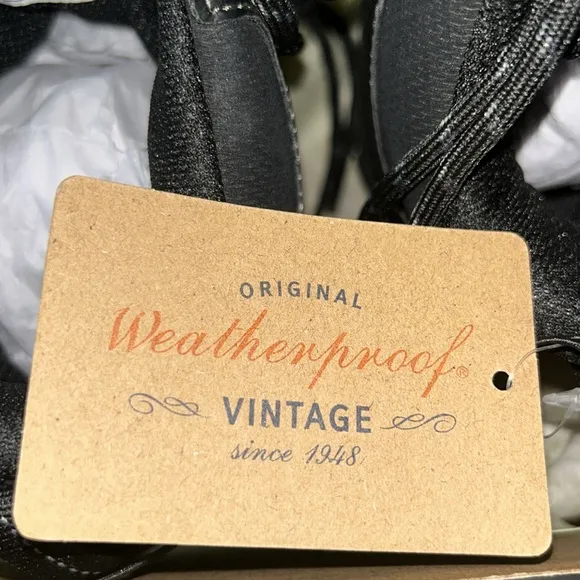 ORIGINAL
Weatherproof®
VINTAGE
since 1948